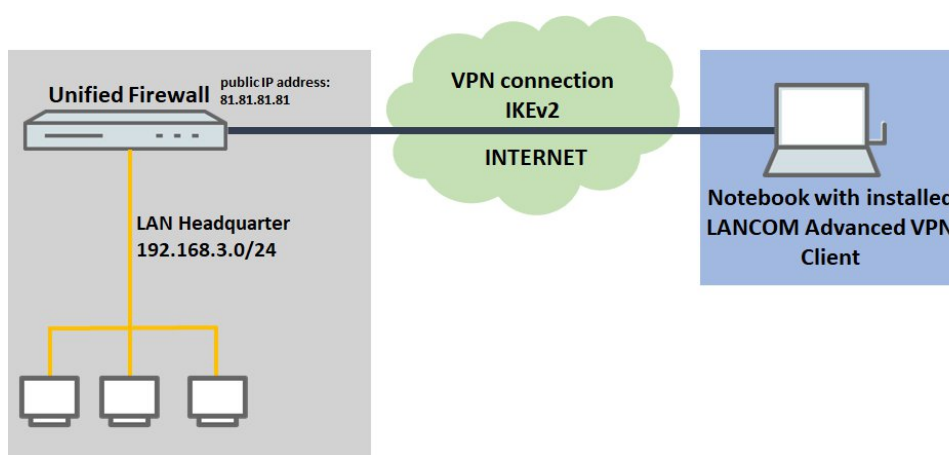 Unified Firewall
public IP address:
81.81.81.81
VPN connection
IKEv2
INTERNET
LAN Headquarter
192.168.3.0/24
Notebook with installed
LANCOM Advanced VPN
Client